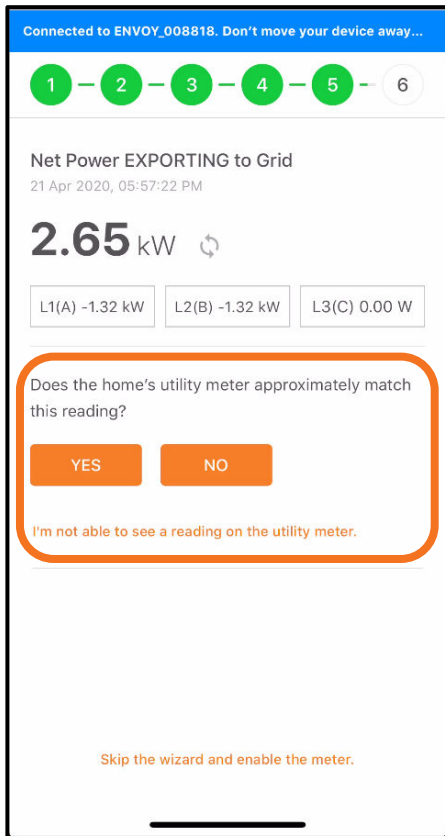 Connected to ENVOY_008818. Don't move your device away...
1 2 3 4 5 6
Net Power EXPORTING to Grid
21 Apr 2020, 05:57:22 PM
2.65 kW
L1(A) -1.32 kW L2(B) -1.32 kW L3(C) 0.00 W
Does the home's utility meter approximately match
this reading?
YES NO
I'm not able to see a reading on the utility meter.
Skip the wizard and enable the meter.